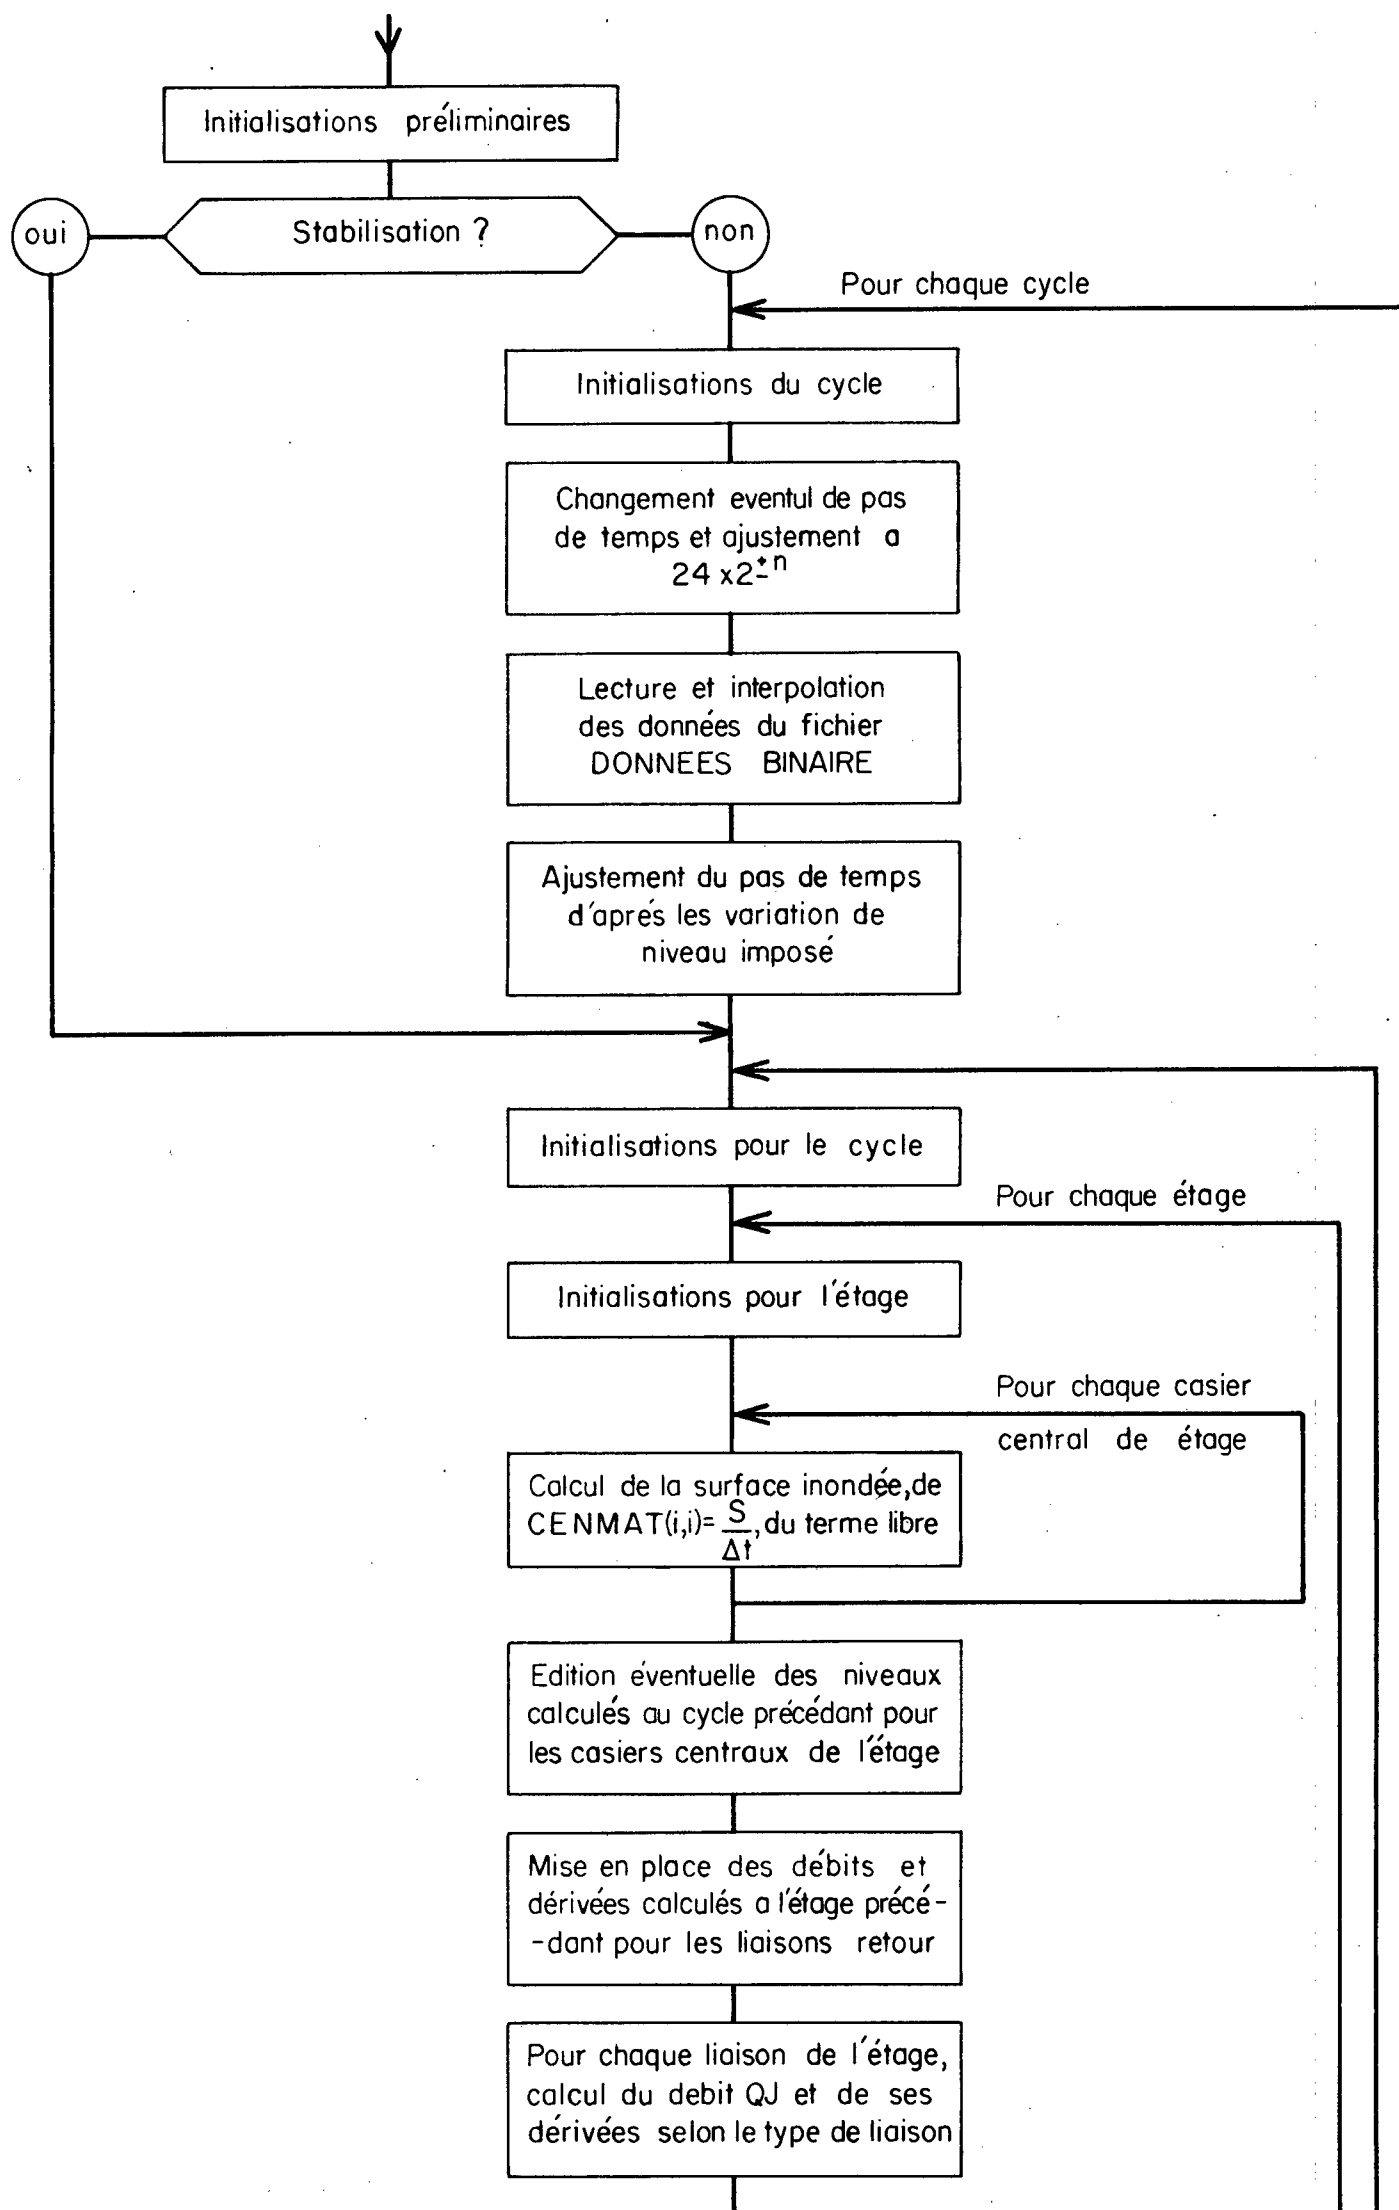 Initialisations préliminaires
oui
Stabilisation ?
non
Pour chaque cycle
Initialisations du cycle
Changement eventul de pas
de temps et ajustement a
24 x2±n
Lecture et interpolation
des données du fichier
DONNEES BINAIRE
Ajustement du pas de temps
d'aprés les variation de
niveau imposé
Initialisations pour le cycle
Pour chaque étage
Initialisations pour l'étage
Pour chaque casier
central de étage
Calcul de la surface inondée, de
CENMAT(i,i)= S/Δt, du terme libre
Edition éventuelle des niveaux
calculés au cycle précédant pour
les casiers centraux de l'étage
Mise en place des débits et
dérivées calculés a l'étage précé-
-dant pour les liaisons retour
Pour chaque liaison de l'étage,
calcul du debit QJ et de ses
dérivées selon le type de liaison